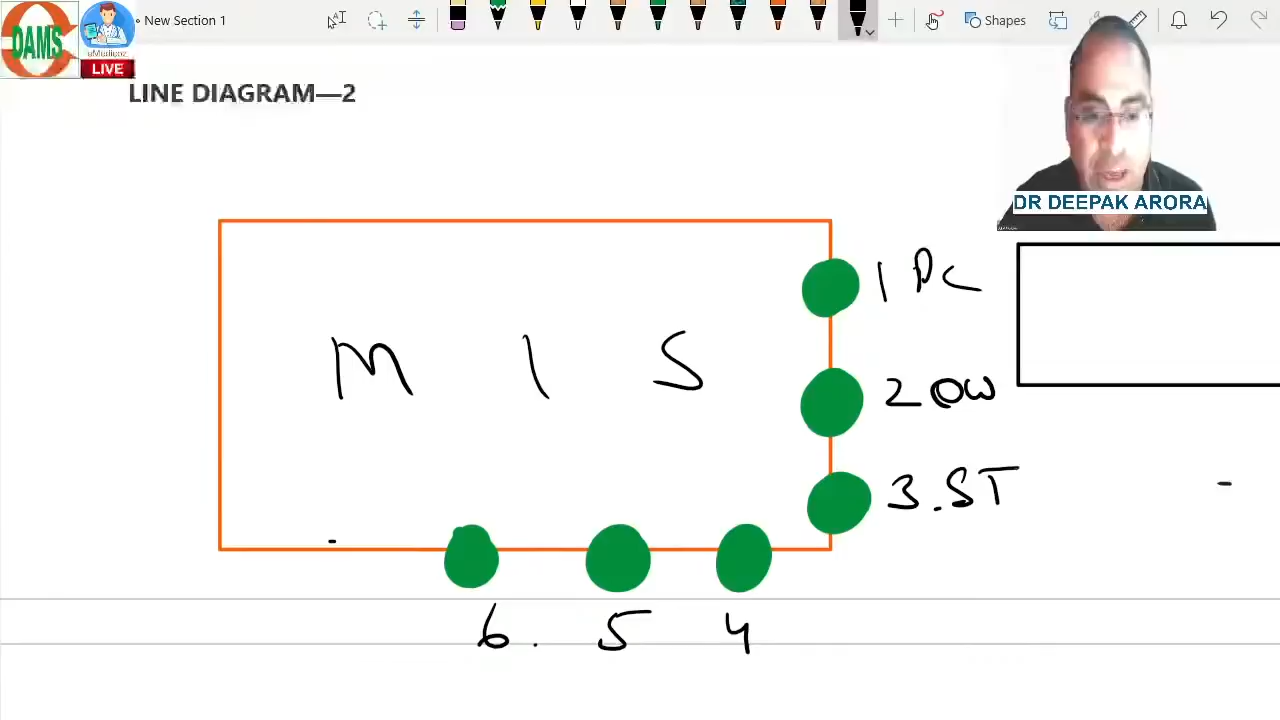 DAMS
uMedicoz
LIVE
New Section 1
Shapes
LINE DIAGRAM—2
DR DEEPAK ARORA
1 PC
M I S
2 OW
3.ST
6. 5 4